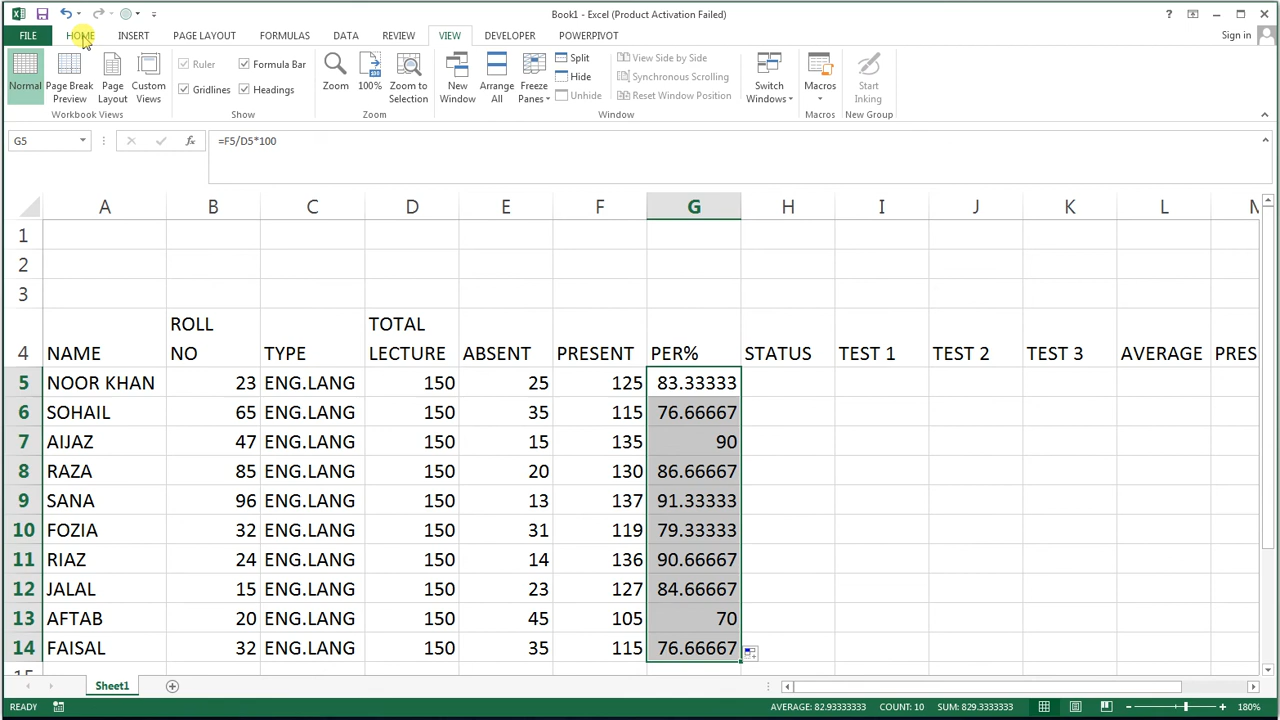 Book1 - Excel (Product Activation Failed)
?
FILE HOME INSERT PAGE LAYOUT FORMULAS DATA REVIEW VIEW DEVELOPER POWERPIVOT Sign in
Normal Page Break Preview Page Layout Custom Views
Workbook Views
Ruler Formula Bar
Gridlines Headings
Show
Zoom 100% Zoom to Selection
Zoom
New Window Arrange All Freeze Panes
Split
Hide
Unhide
View Side by Side
Synchronous Scrolling
Reset Window Position
Window
Switch Windows
Macros
Macros
Start Inking
New Group
G5 fx =F5/D5*100
A B C D E F G H I J K L M
1
2
3
4 NAME ROLL NO TYPE TOTAL LECTURE ABSENT PRESENT PER% STATUS TEST 1 TEST 2 TEST 3 AVERAGE PRES
5 NOOR KHAN 23 ENG.LANG 150 25 125 83.33333
6 SOHAIL 65 ENG.LANG 150 35 115 76.66667
7 AIJAZ 47 ENG.LANG 150 15 135 90
8 RAZA 85 ENG.LANG 150 20 130 86.66667
9 SANA 96 ENG.LANG 150 13 137 91.33333
10 FOZIA 32 ENG.LANG 150 31 119 79.33333
11 RIAZ 24 ENG.LANG 150 14 136 90.66667
12 JALAL 15 ENG.LANG 150 23 127 84.66667
13 AFTAB 20 ENG.LANG 150 45 105 70
14 FAISAL 32 ENG.LANG 150 35 115 76.66667
15
Sheet1
READY AVERAGE: 82.93333333 COUNT: 10 SUM: 829.3333333 180%